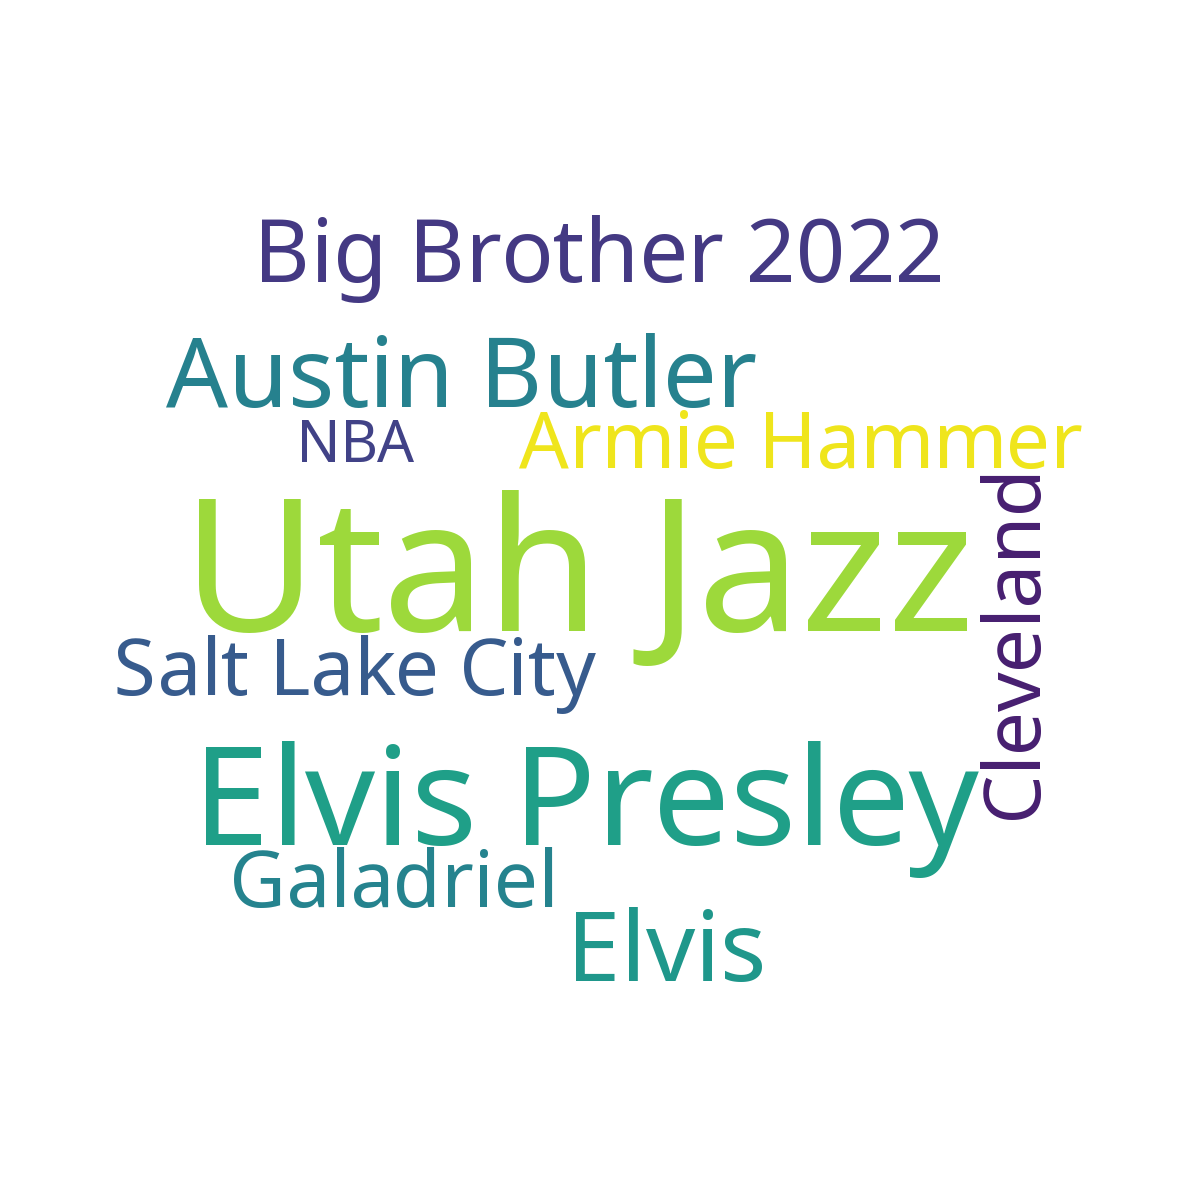 Big Brother 2022
Austin Butler
NBA
Armie Hammer
Utah Jazz
Cleveland
Salt Lake City
Elvis Presley
Galadriel
Elvis